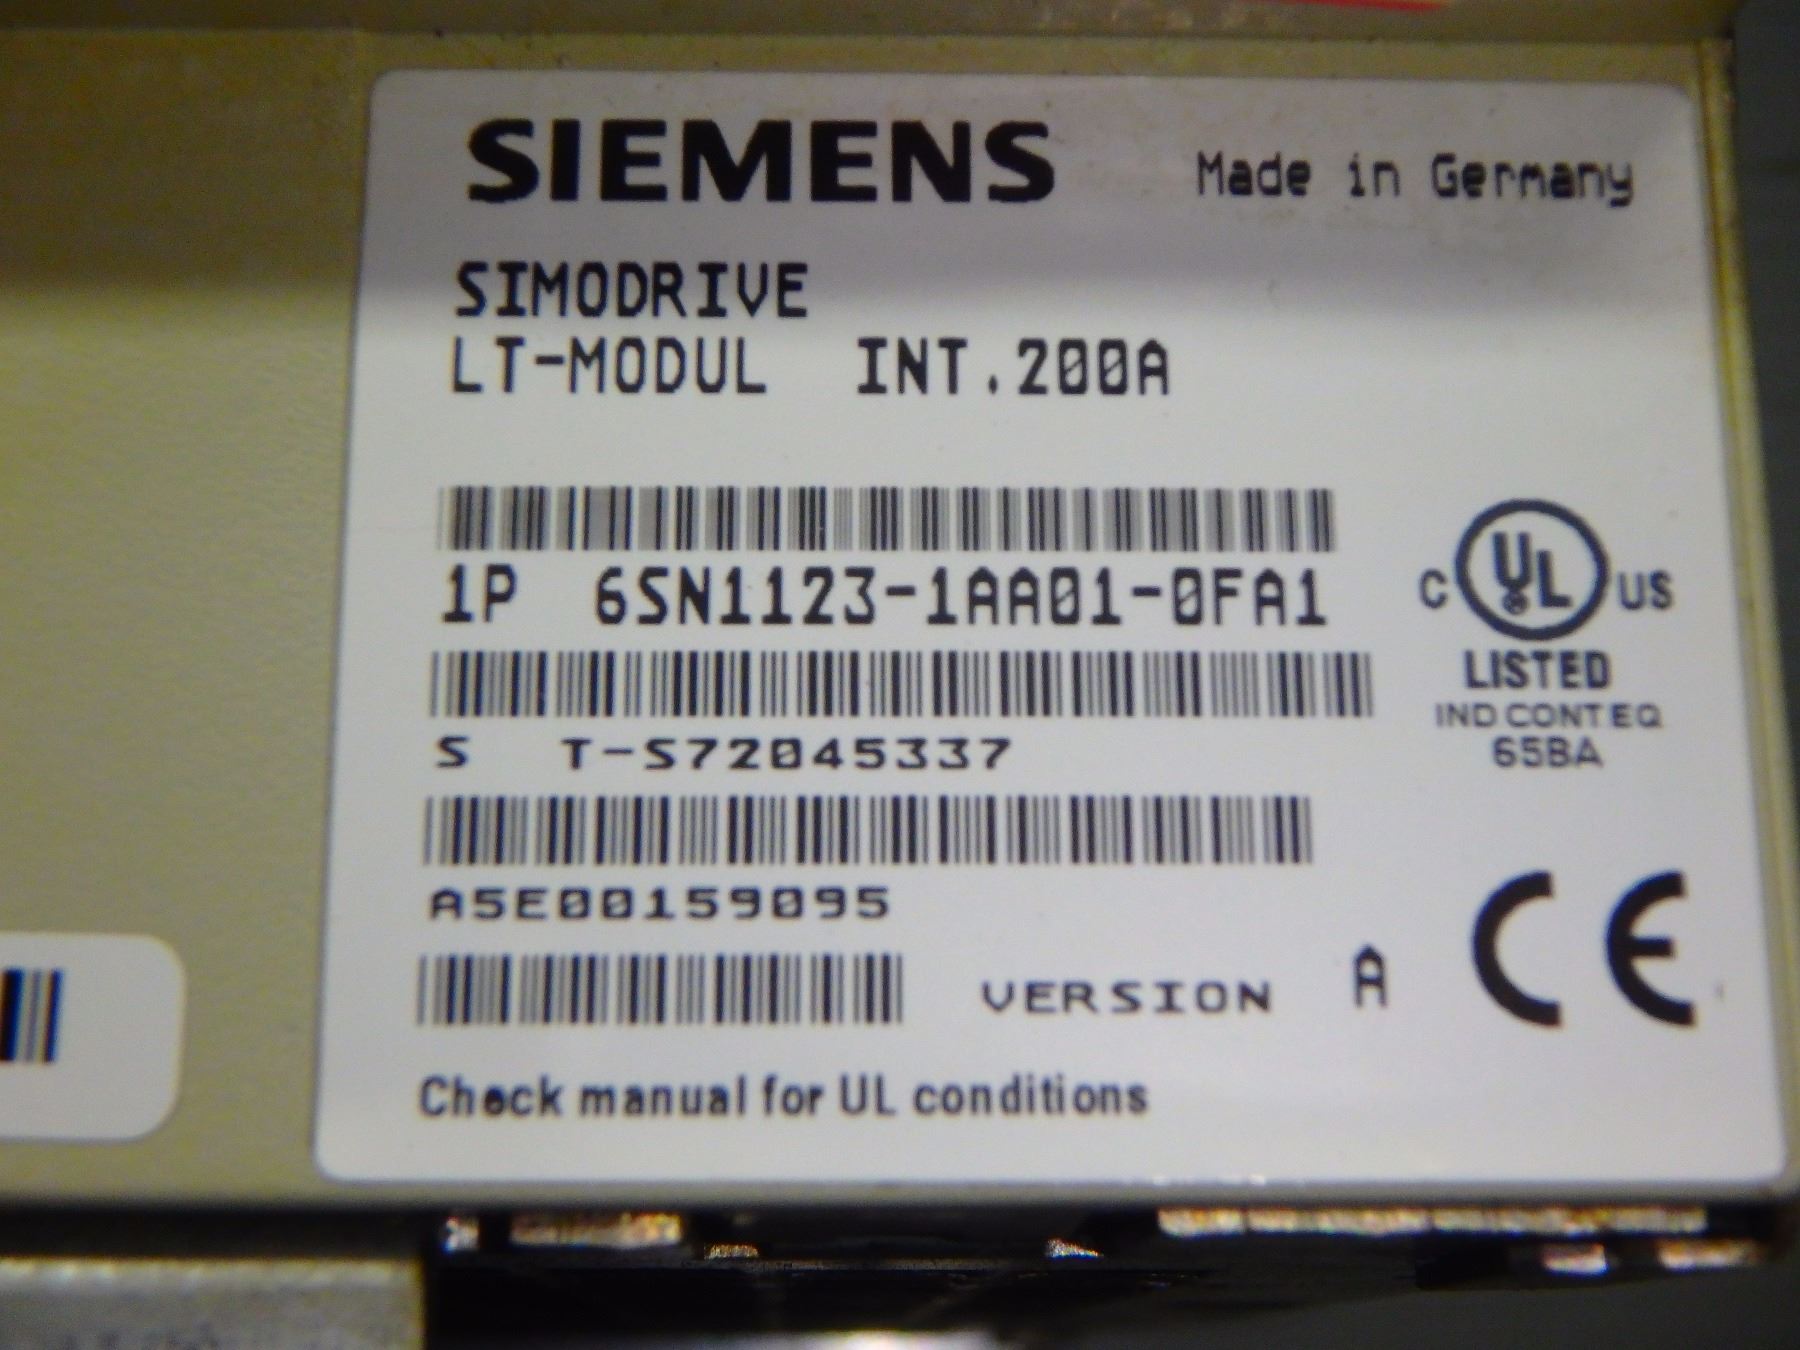 SIEMENS Made in Germany
SIMODRIVE
LT-MODUL INT.200A
1P 6SN1123-1AA01-0FA1
C UL US
LISTED
IND CONT EQ
65BA
S T-S72045337
A5E00159095
VERSION A
CE
Check manual for UL conditions